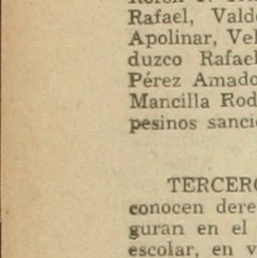 Rafael, Vald
Apolinar, Vel
duzco Rafael
Pérez Amado
Mancilla Rod
pesinos sanci
TERCERO
conocen dere
guran en el
escolar, en v